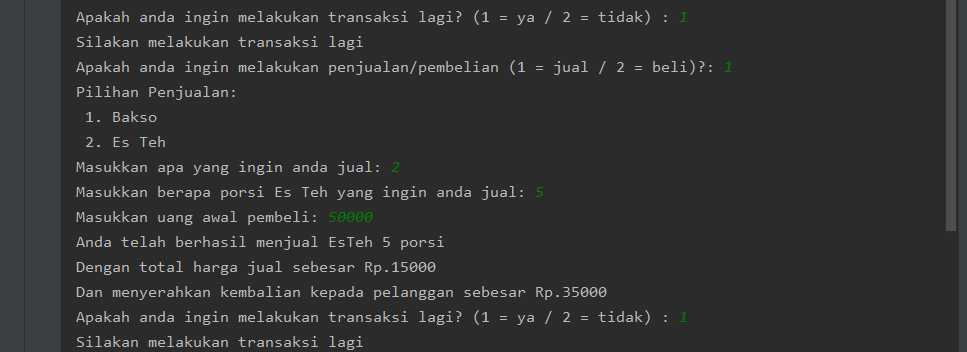 Apakah anda ingin melakukan transaksi lagi? (1 = ya / 2 = tidak) : 1
Silakan melakukan transaksi lagi
Apakah anda ingin melakukan penjualan/pembelian (1 = jual / 2 = beli)?: 1
Pilihan Penjualan:
1. Bakso
2. Es Teh
Masukkan apa yang ingin anda jual: 2
Masukkan berapa porsi Es Teh yang ingin anda jual: 5
Masukkan uang awal pembeli: 50000
Anda telah berhasil menjual EsTeh 5 porsi
Dengan total harga jual sebesar Rp.15000
Dan menyerahkan kembalian kepada pelanggan sebesar Rp.35000
Apakah anda ingin melakukan transaksi lagi? (1 = ya / 2 = tidak) : 1
Silakan melakukan transaksi lagi